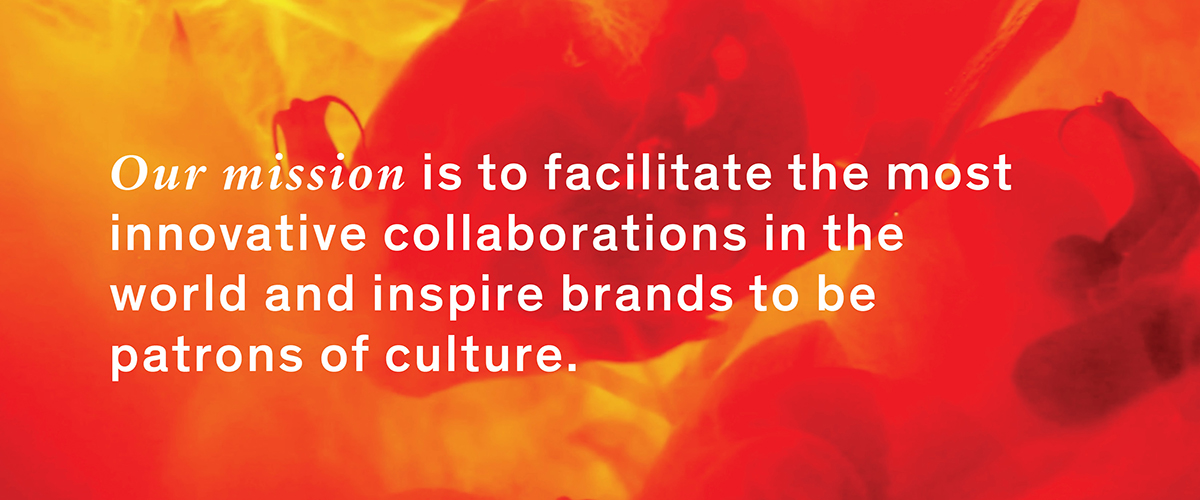 Our mission is to facilitate the most
innovative collaborations in the
world and inspire brands to be
patrons of culture.